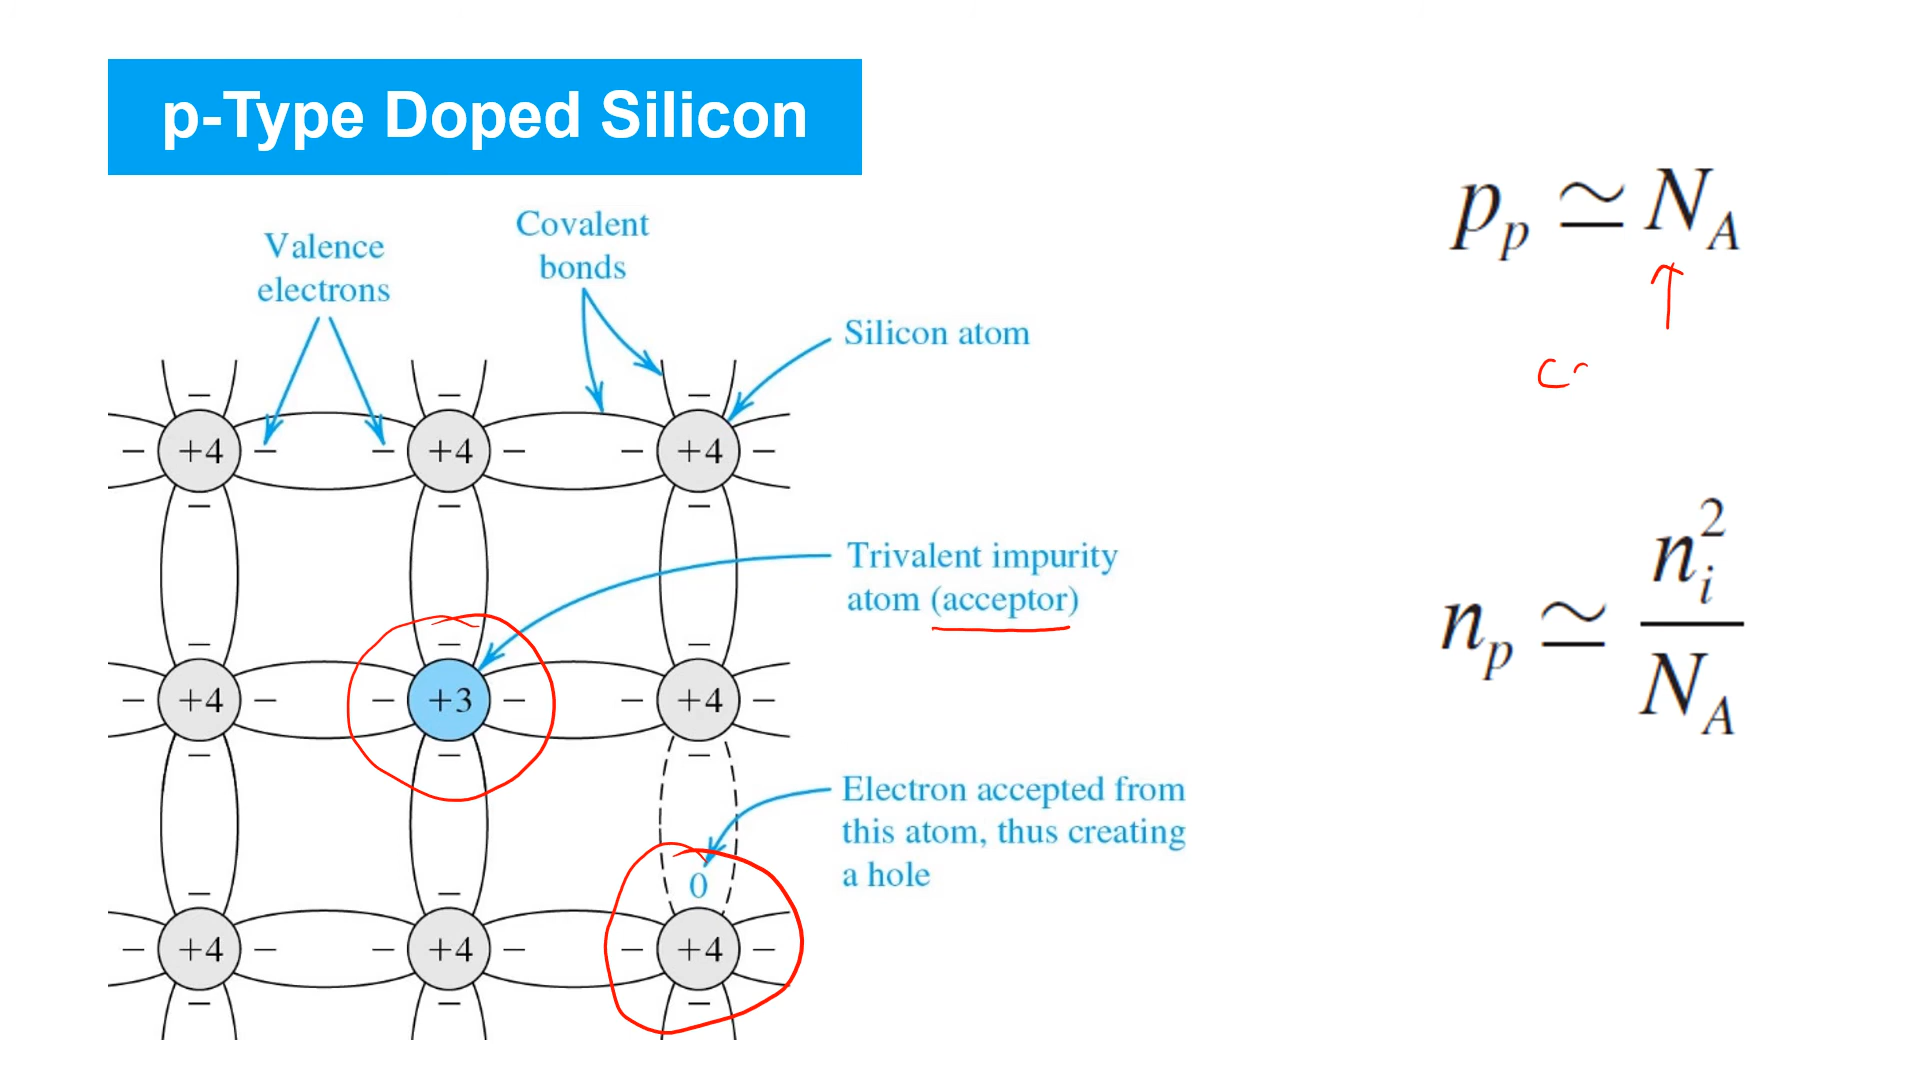 p-Type Doped Silicon
Valence
electrons
Covalent
bonds
Silicon atom
+4 +4 +4
Trivalent impurity
atom (acceptor)
+4 +3 +4
Electron accepted from
this atom, thus creating
a hole
0
+4 +4 +4
p_p ≃ N_A
n_p ≃ n_i^2 / N_A